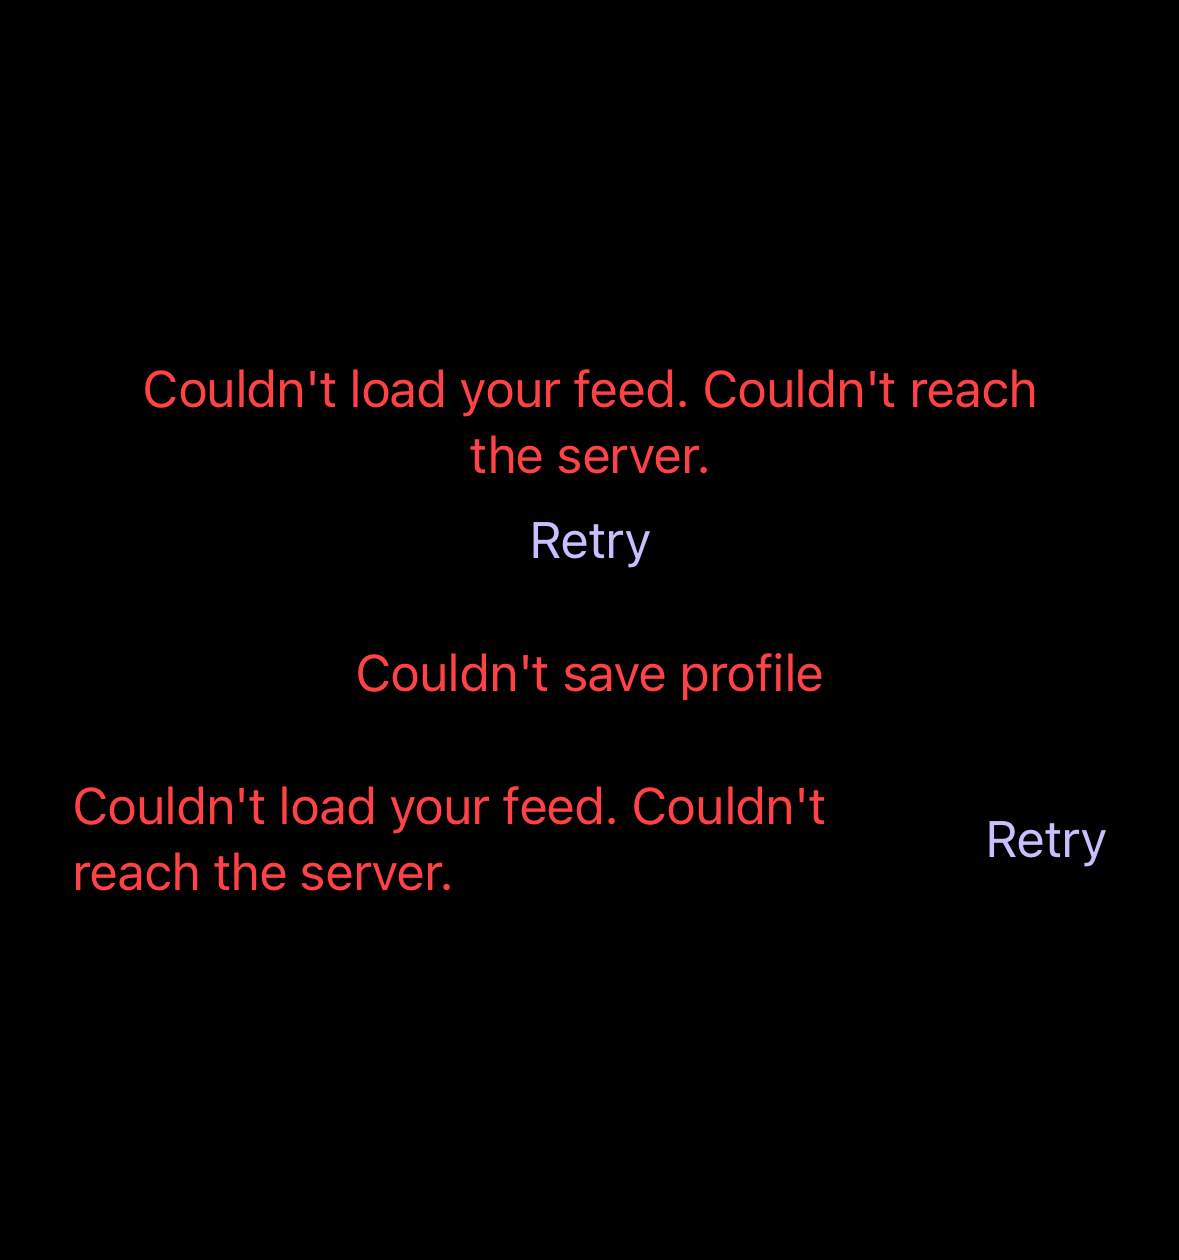 Couldn't load your feed. Couldn't reach
the server.
Retry
Couldn't save profile
Couldn't load your feed. Couldn't
reach the server.
Retry